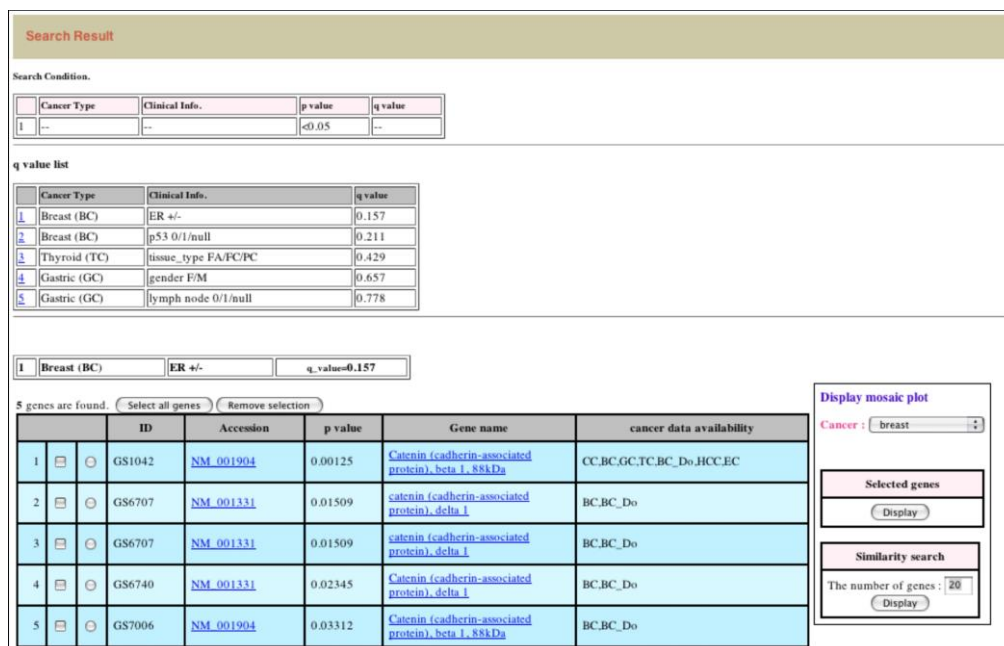 Search Result
Search Condition.
Cancer Type Clinical Info. p value q value
1 -- -- <0.05 --
q value list
Cancer Type Clinical Info. q value
1 Breast (BC) ER +/- 0.157
2 Breast (BC) p53 0/1/null 0.211
3 Thyroid (TC) tissue_type FA/FC/PC 0.429
4 Gastric (GC) gender F/M 0.657
5 Gastric (GC) lymph node 0/1/null 0.778
1 Breast (BC) ER +/- q_value=0.157
5 genes are found. Select all genes Remove selection
ID Accession p value Gene name cancer data availability
1 GS1042 NM_001904 0.00125 Catenin (cadherin-associated
protein), beta 1, 88kDa CC,BC,GC,TC,BC_Do,HCC,EC
2 GS6707 NM_001331 0.01509 catenin (cadherin-associated
protein), delta 1 BC,BC_Do
3 GS6707 NM_001331 0.01509 catenin (cadherin-associated
protein), delta 1 BC,BC_Do
4 GS6740 NM_001331 0.02345 Catenin (cadherin-associated
protein), delta 1 BC,BC_Do
5 GS7006 NM_001904 0.03312 Catenin (cadherin-associated
protein), beta 1, 88kDa BC,BC_Do
Display mosaic plot
Cancer : breast
Selected genes
Display
Similarity search
The number of genes : 20
Display